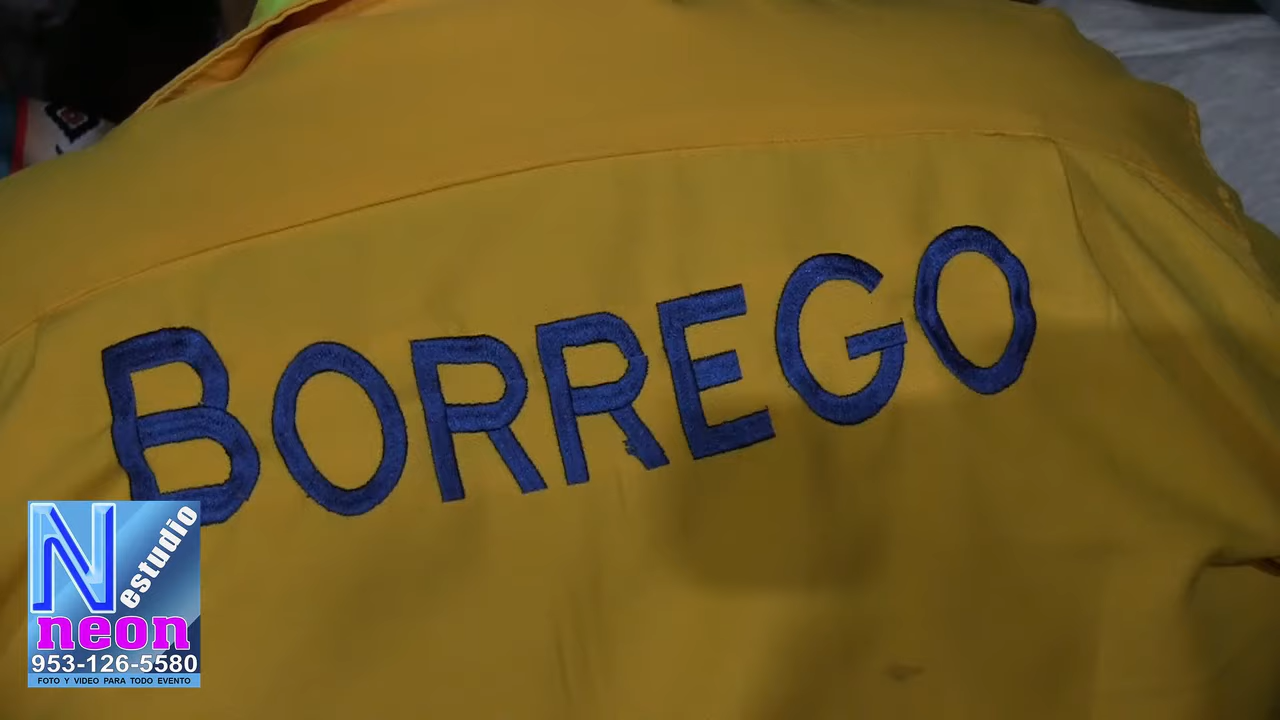 BORREGO
N
estudio
neon
953-126-5580
FOTO Y VIDEO PARA TODO EVENTO